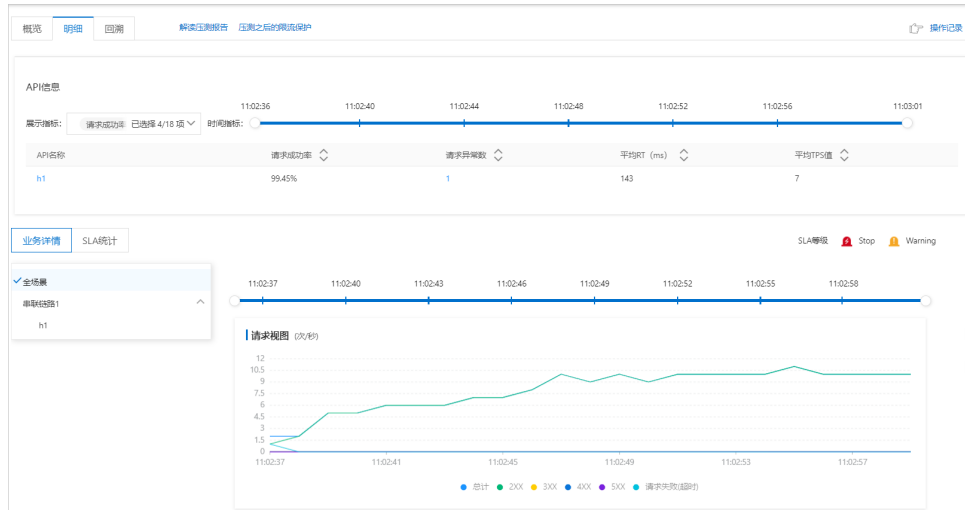 概览 明细 回溯 解读压测报告 压测之后的限流保护 操作记录
API信息
11:02:36 11:02:40 11:02:44 11:02:48 11:02:52 11:02:56 11:03:01
展示指标: 请求成功率 已选择 4/18 项 时间指标:
API名称 请求成功率 请求异常数 平均RT（ms） 平均TPS值
h1 99.45% 1 143 7
业务详情 SLA统计 SLA等级 Stop Warning
全场景
串联链路1
h1
11:02:37 11:02:40 11:02:43 11:02:46 11:02:49 11:02:52 11:02:55 11:02:58
请求视图 (次/秒)
12
10.5
9
7.5
6
4.5
3
1.5
0
11:02:37 11:02:41 11:02:45 11:02:49 11:02:53 11:02:57
总计 2XX 3XX 4XX 5XX 请求失败(超时)